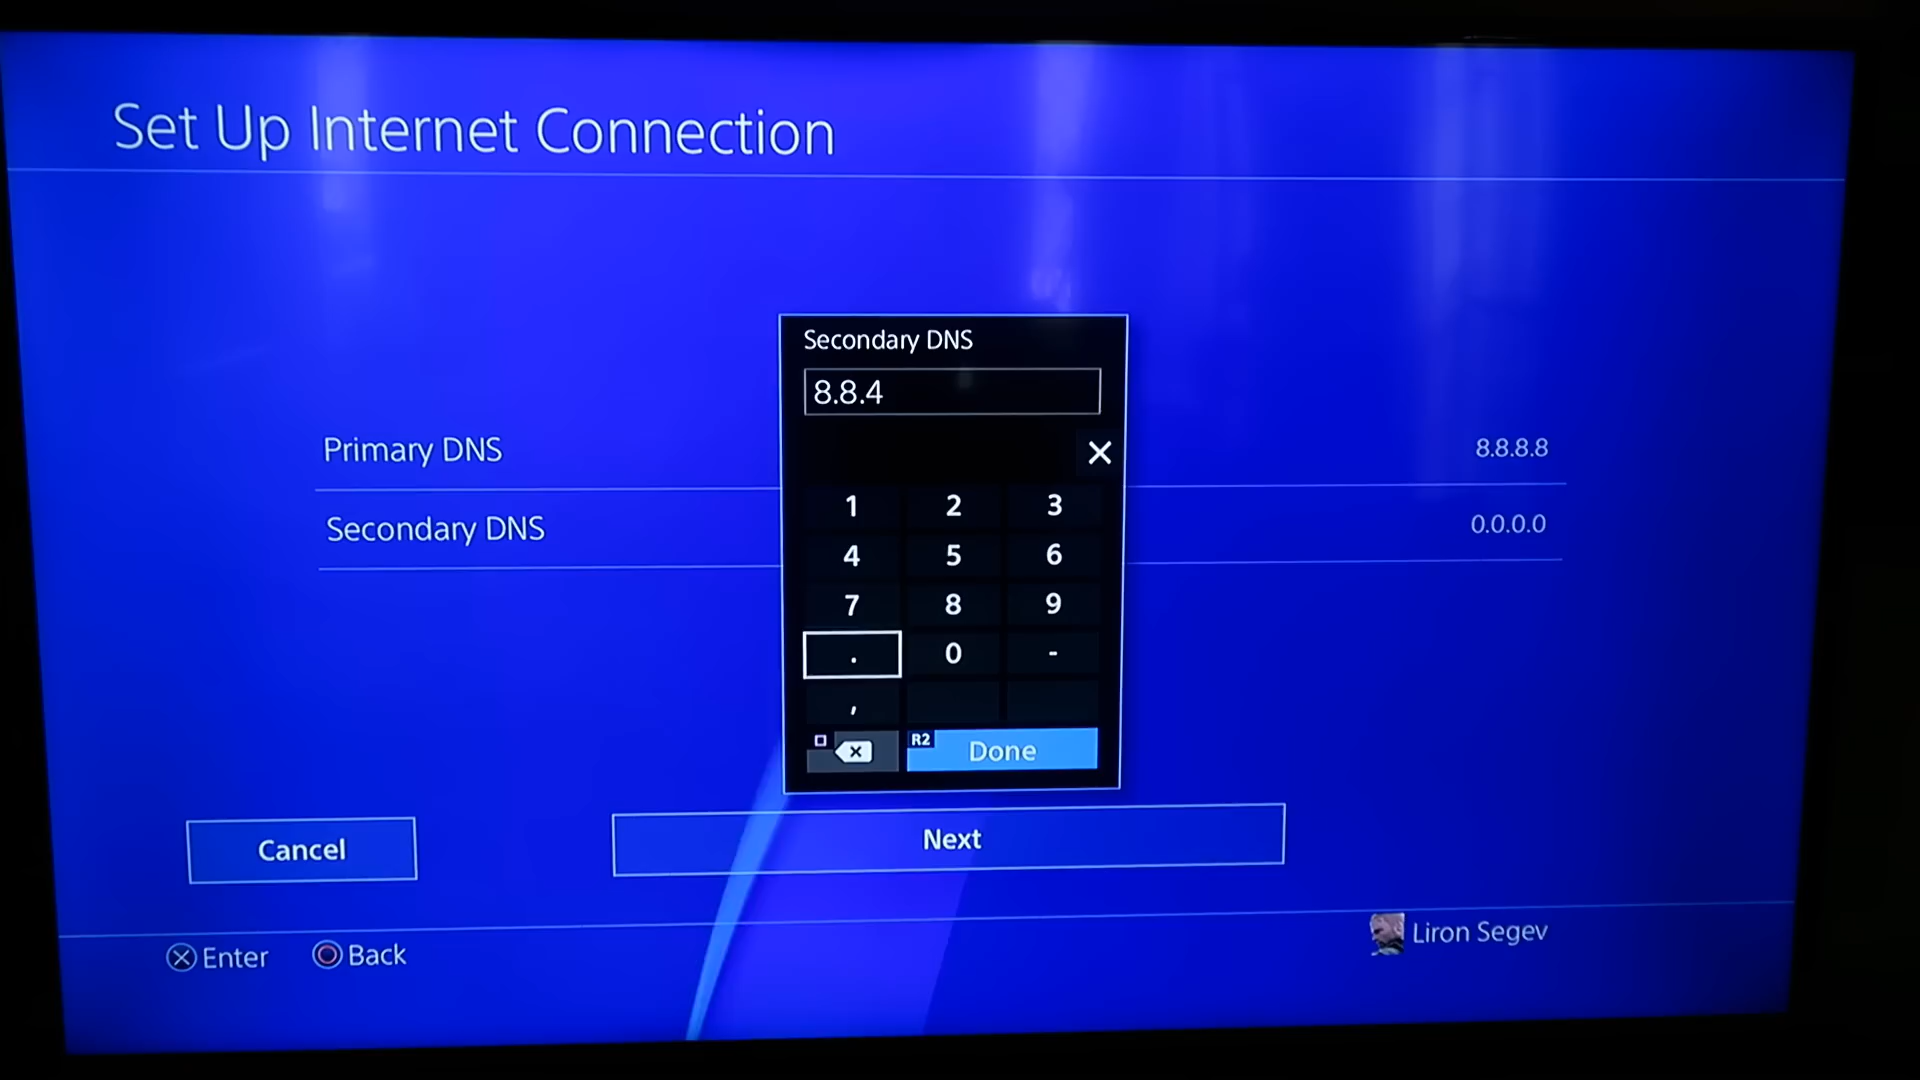 Set Up Internet Connection
Secondary DNS
8.8.4
Primary DNS
8.8.8.8
Secondary DNS
0.0.0.0
1 2 3
4 5 6
7 8 9
. 0 -
,
R2 Done
Cancel
Next
Enter
Back
Liron Segev